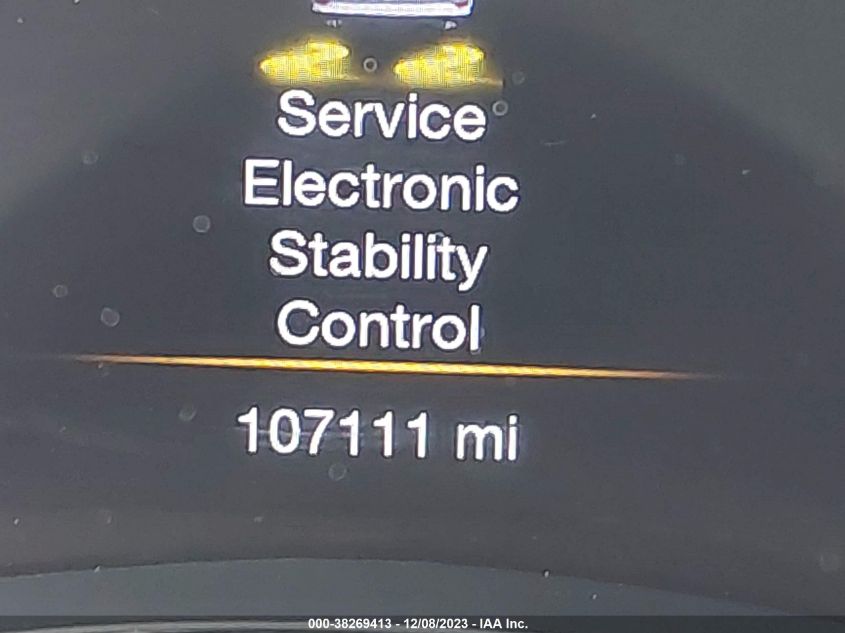 Service
Electronic
Stability
Control
107111 mi
000-38269413 - 12/08/2023 - IAA Inc.